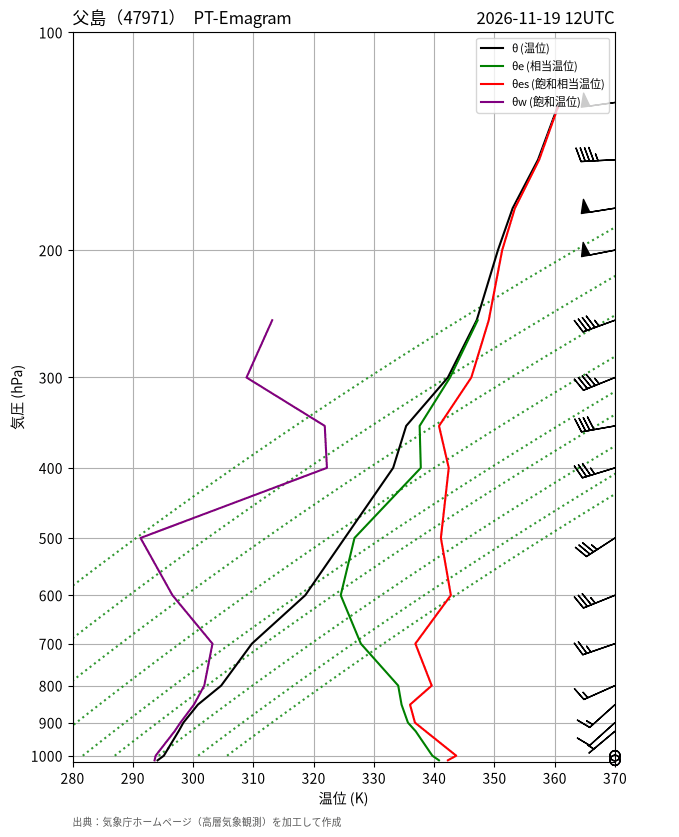 父島（47971） PT-Emagram
2026-11-19 12UTC
θ (温位)
θe (相当温位)
θes (飽和相当温位)
θw (飽和温位)
気圧 (hPa)
100
200
300
400
500
600
700
800
900
1000
280 290 300 310 320 330 340 350 360 370
温位 (K)
出典：気象庁ホームページ（高層気象観測）を加工して作成